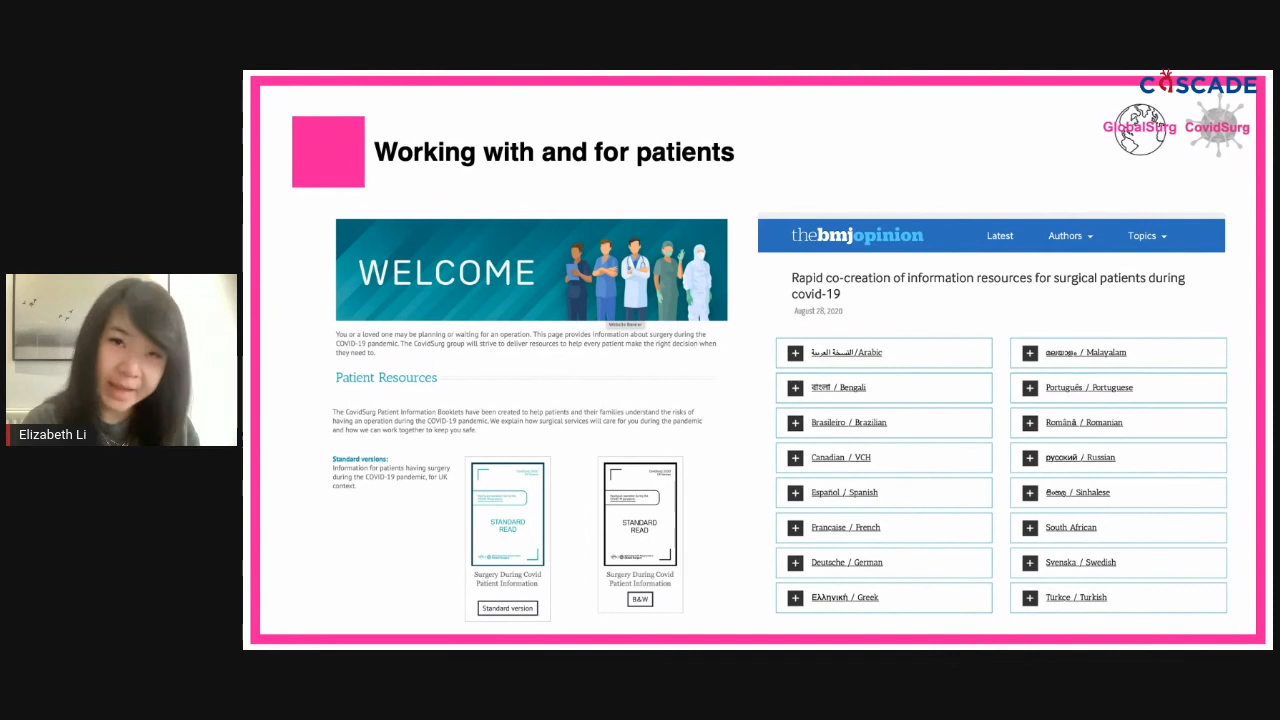 CASCADE
GlobalSurg CovidSurg
Working with and for patients
WELCOME
Website Banner
You or a loved one may be planning or waiting for an operation. This page provides information about surgery during the
COVID-19 pandemic. The CovidSurg group will strive to deliver resources to help every patient make the right decision when
they need to.
Patient Resources
The CovidSurg Patient Information Booklets have been created to help patients and their families understand the risks of
having an operation during the COVID-19 pandemic. We explain how surgical services will care for you during the pandemic
and how we can work together to keep you safe.
Standard versions:
Information for patients having surgery
during the COVID-19 pandemic, for UK
context.
STANDARD
READ
Surgery During Covid
Patient Information
Standard version
STANDARD
READ
Surgery During Covid
Patient Information
B&W
thebmjopinion
Latest
Authors
Topics
Rapid co-creation of information resources for surgical patients during
covid-19
August 28, 2020
النسخة العربية/Arabic
বাংলা / Bengali
Brasileiro / Brazilian
Canadian / VCH
Español / Spanish
Française / French
Deutsche / German
Ελληνική / Greek
മലയാളം / Malayalam
Português / Portuguese
Română / Romanian
русский / Russian
සිංහල / Sinhalese
South African
Svenska / Swedish
Türkçe / Turkish
Elizabeth Li